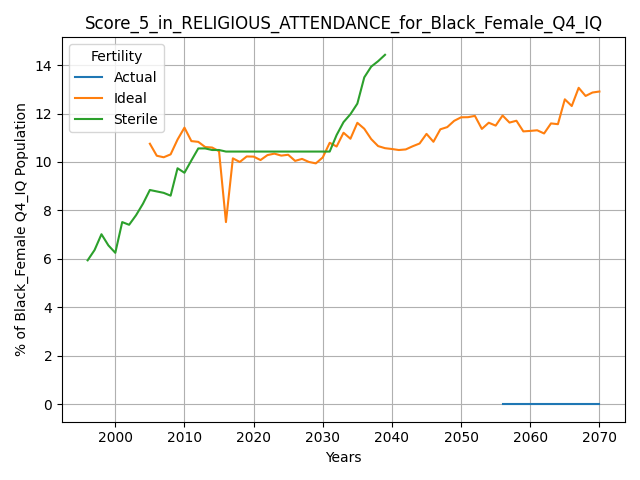 Score_5_in_RELIGIOUS_ATTENDANCE_for_Black_Female_Q4_IQ
Fertility
Actual
Ideal
Sterile
% of Black_Female Q4_IQ Population
14
12
10
8
6
4
2
0
2000
2010
2020
2030
2040
2050
2060
2070
Years